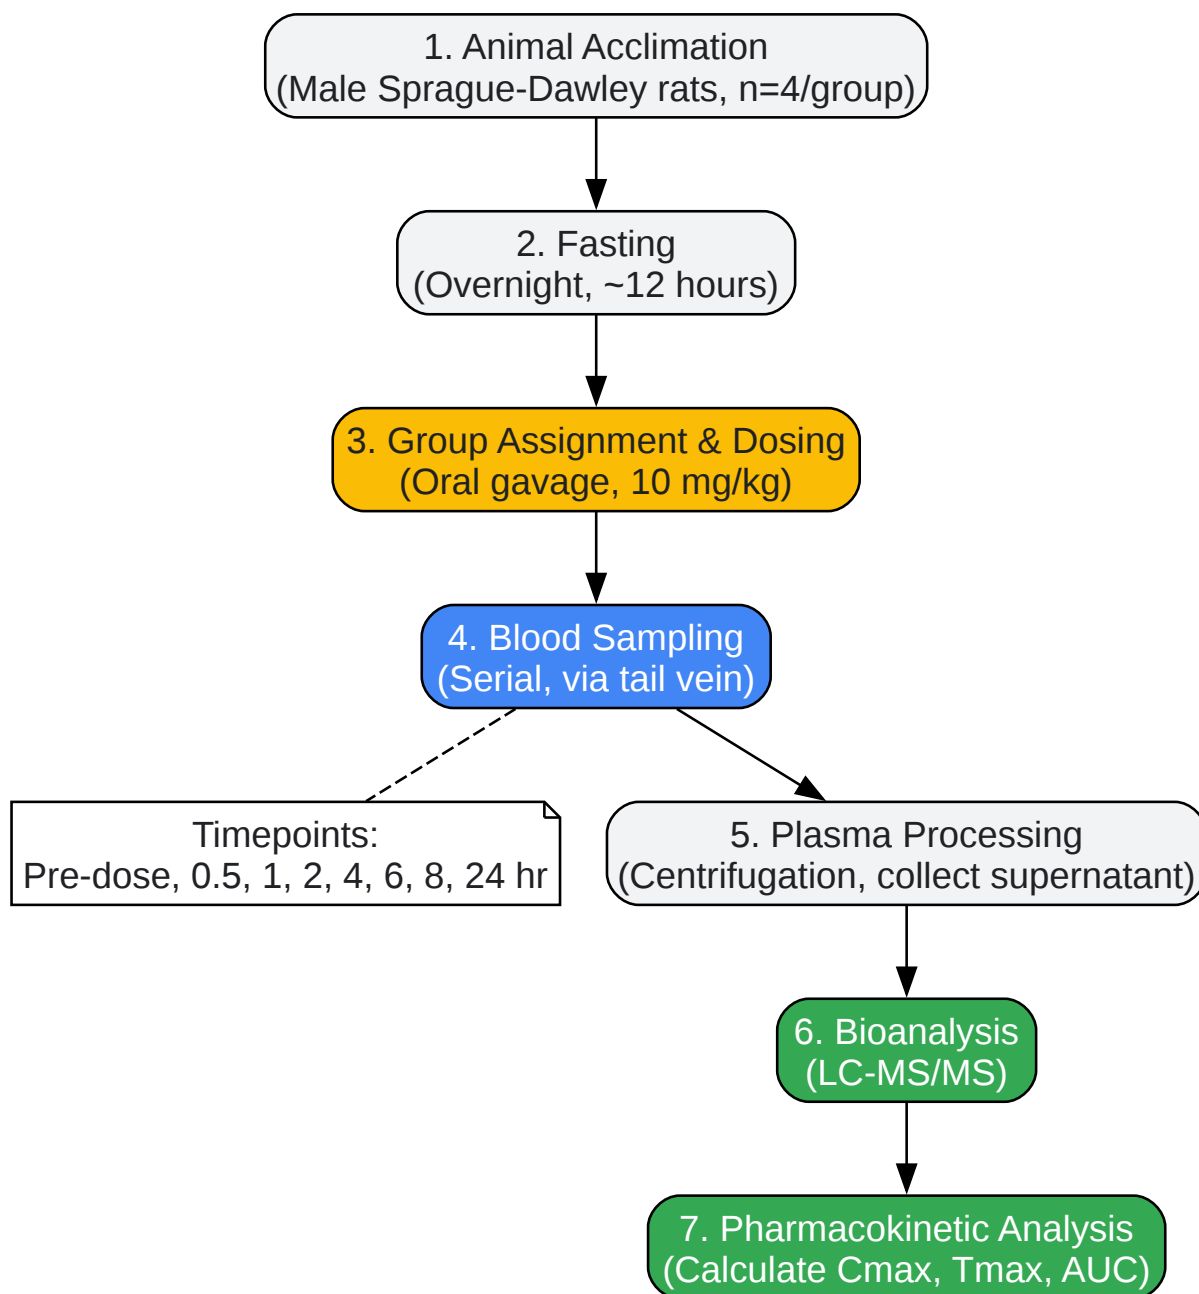 1. Animal Acclimation
(Male Sprague-Dawley rats, n=4/group)
2. Fasting
(Overnight, ~12 hours)
3. Group Assignment & Dosing
(Oral gavage, 10 mg/kg)
4. Blood Sampling
(Serial, via tail vein)
Timepoints:
Pre-dose, 0.5, 1, 2, 4, 6, 8, 24 hr
5. Plasma Processing
(Centrifugation, collect supernatant)
6. Bioanalysis
(LC-MS/MS)
7. Pharmacokinetic Analysis
(Calculate Cmax, Tmax, AUC)